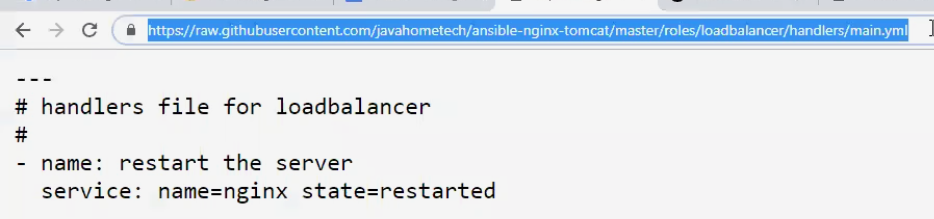 https://raw.githubusercontent.com/javahometech/ansible-nginx-tomcat/master/roles/loadbalancer/handlers/main.yml
---
# handlers file for loadbalancer
#
- name: restart the server
  service: name=nginx state=restarted